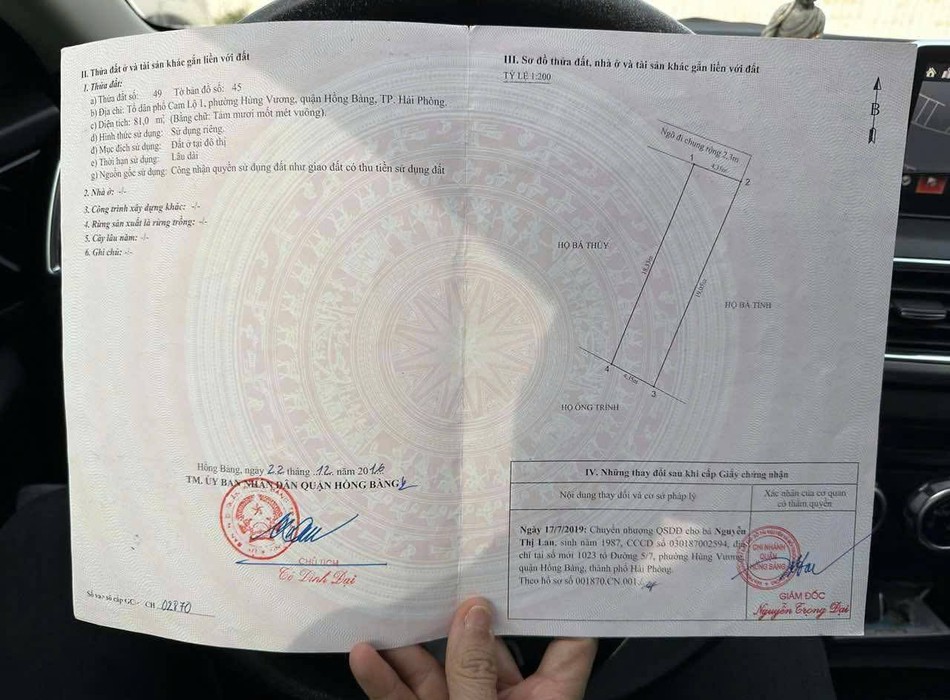 II. Thửa đất ở và tài sản khác gắn liền với đất
1. Thửa đất:
a) Thửa đất số: 49 Tờ bản đồ số: 45
b) Địa chỉ: Tổ dân phố Cam Lộ 1, phường Hùng Vương, quận Hồng Bàng, TP. Hải Phòng.
c) Diện tích: 81,0 m², (Bằng chữ: Tám mươi mốt mét vuông).
d) Hình thức sử dụng: Sử dụng riêng.
đ) Mục đích sử dụng: Đất ở tại đô thị
e) Thời hạn sử dụng: Lâu dài
g) Nguồn gốc sử dụng: Công nhận quyền sử dụng đất như giao đất có thu tiền sử dụng đất
2. Nhà ở: -/-
3. Công trình xây dựng khác: -/-
4. Rừng sản xuất là rừng trồng: -/-
5. Cây lâu năm: -/-
6. Ghi chú: -/-
Hồng Bàng, ngày 22 tháng 12 năm 2016
TM. ỦY BAN NHÂN DÂN QUẬN HỒNG BÀNG
CHỦ TỊCH
Số vào sổ cấp GCN: CH 02870
III. Sơ đồ thửa đất, nhà ở và tài sản khác gắn liền với đất
TỶ LỆ 1:200
B
Ngõ đi chung rộng 2,3m
1
2
HỘ BÀ THỦY
HỘ BÀ TÍNH
4
3
HỘ ÔNG TRÌNH
IV. Những thay đổi sau khi cấp Giấy chứng nhận
Nội dung thay đổi và cơ sở pháp lý
Xác nhận của cơ quan
có thẩm quyền
Ngày 17/7/2019: Chuyển nhượng QSDĐ cho bà Nguyễn
Thị Lan, sinh năm 1987, CCCD số 030187002594, địa
chỉ tại số mới 1023 tổ Đường 5/7, phường Hùng Vương,
quận Hồng Bàng, thành phố Hải Phòng.
Theo hồ sơ số 001870.CN.001
CHI NHÁNH
QUẬN
HỒNG BÀNG
GIÁM ĐỐC
Nguyễn Trọng Đại